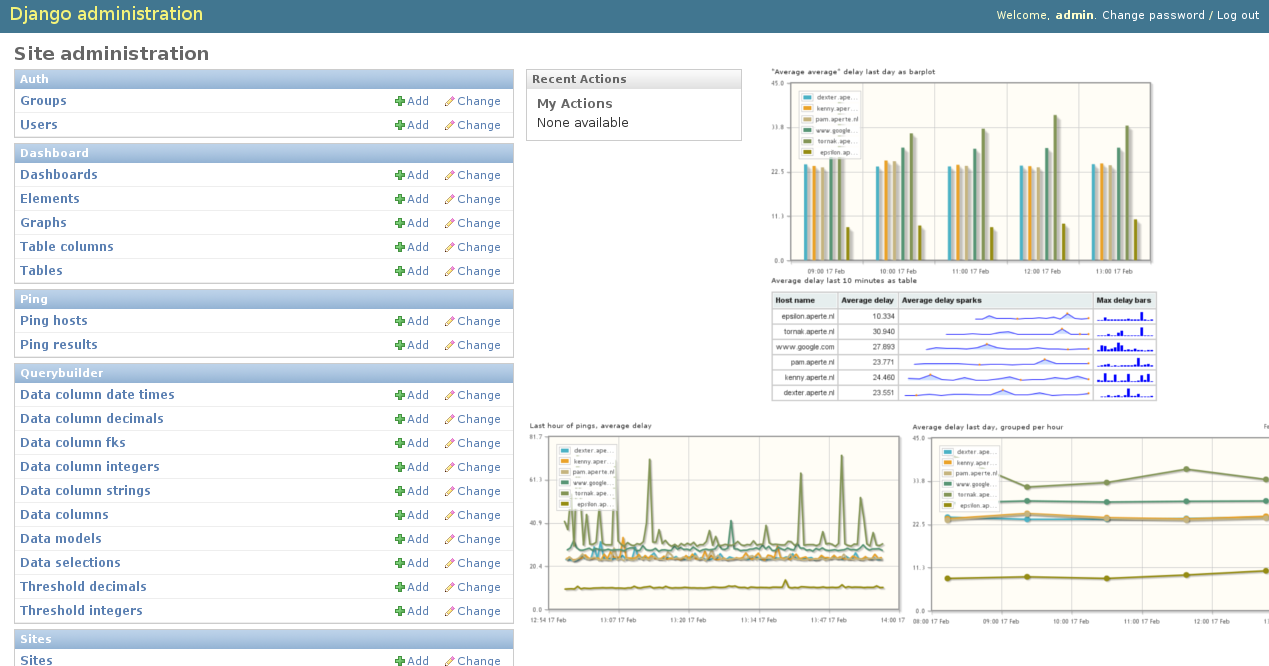 Django administration
Welcome, admin. Change password / Log out
Site administration
Auth
Groups Add Change
Users Add Change
Dashboard
Dashboards Add Change
Elements Add Change
Graphs Add Change
Table columns Add Change
Tables Add Change
Ping
Ping hosts Add Change
Ping results Add Change
Querybuilder
Data column date times Add Change
Data column decimals Add Change
Data column fks Add Change
Data column integers Add Change
Data column strings Add Change
Data columns Add Change
Data models Add Change
Data selections Add Change
Threshold decimals Add Change
Threshold integers Add Change
Sites
Sites Add Change
Recent Actions
My Actions
None available
"Average average" delay last day as barplot
45.0
33.8
22.5
11.3
0.0
dexter.ape...
kenny.aper...
pam.aperte.nl
www.google...
tornak.ape...
epsilon.ap...
09:00 17 Feb 10:00 17 Feb 11:00 17 Feb 12:00 17 Feb 13:00 17 Feb
Average delay last 10 minutes as table
Host name Average delay Average delay sparks Max delay bars
epsilon.aperte.nl 10.334
tornak.aperte.nl 30.940
www.google.com 27.893
pam.aperte.nl 23.771
kenny.aperte.nl 24.460
dexter.aperte.nl 23.551
Last hour of pings, average delay
81.7
61.3
40.9
20.4
0.0
dexter.ape...
kenny.aper...
pam.aperte.nl
www.google...
tornak.ape...
epsilon.ap...
12:54 17 Feb 13:07 17 Feb 13:20 17 Feb 13:34 17 Feb 13:47 17 Feb 14:00 17
Average delay last day, grouped per hour
45.0
33.8
22.5
11.3
0.0
dexter.ape...
kenny.aper...
pam.aperte.nl
www.google...
tornak.ape...
epsilon.ap...
08:00 17 Feb 09:00 17 Feb 10:00 17 Feb 11:00 17 Feb 12:00 17 Feb